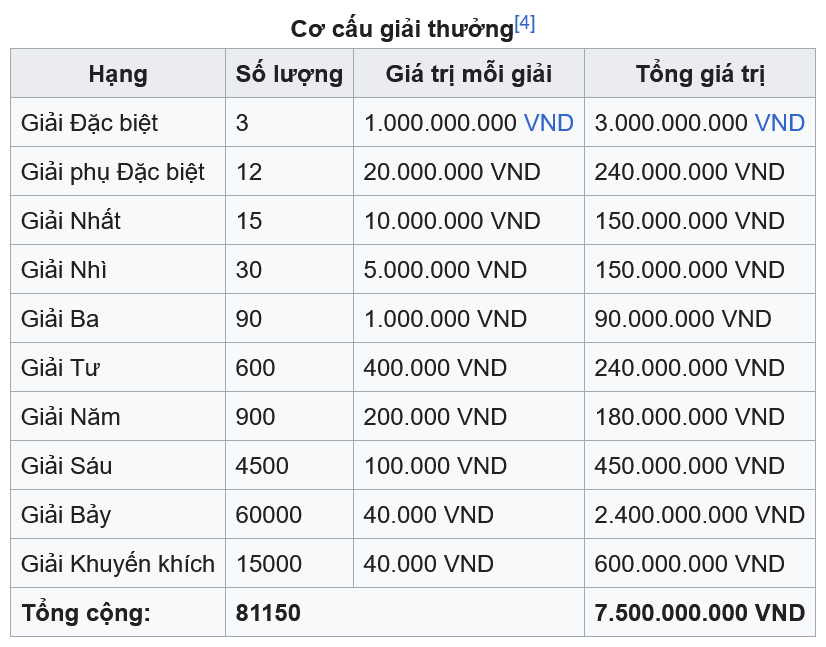 Cơ cấu giải thưởng[4]
Hạng Số lượng Giá trị mỗi giải Tổng giá trị
Giải Đặc biệt 3 1.000.000.000 VND 3.000.000.000 VND
Giải phụ Đặc biệt 12 20.000.000 VND 240.000.000 VND
Giải Nhất 15 10.000.000 VND 150.000.000 VND
Giải Nhì 30 5.000.000 VND 150.000.000 VND
Giải Ba 90 1.000.000 VND 90.000.000 VND
Giải Tư 600 400.000 VND 240.000.000 VND
Giải Năm 900 200.000 VND 180.000.000 VND
Giải Sáu 4500 100.000 VND 450.000.000 VND
Giải Bảy 60000 40.000 VND 2.400.000.000 VND
Giải Khuyến khích 15000 40.000 VND 600.000.000 VND
Tổng cộng: 81150 7.500.000.000 VND